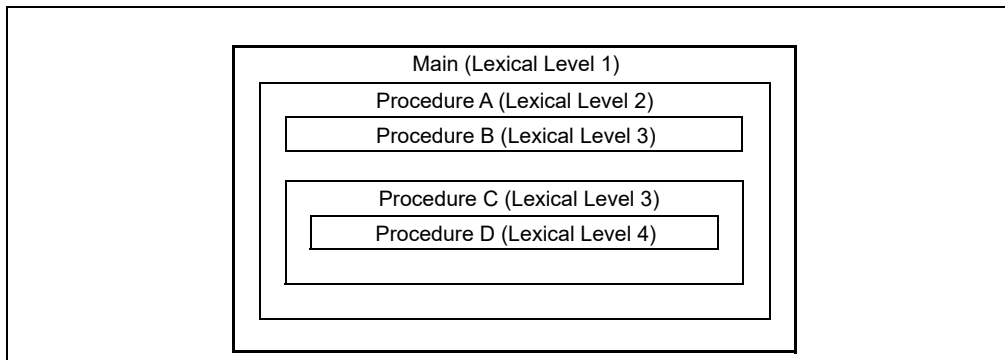 Main (Lexical Level 1)
Procedure A (Lexical Level 2)
Procedure B (Lexical Level 3)
Procedure C (Lexical Level 3)
Procedure D (Lexical Level 4)